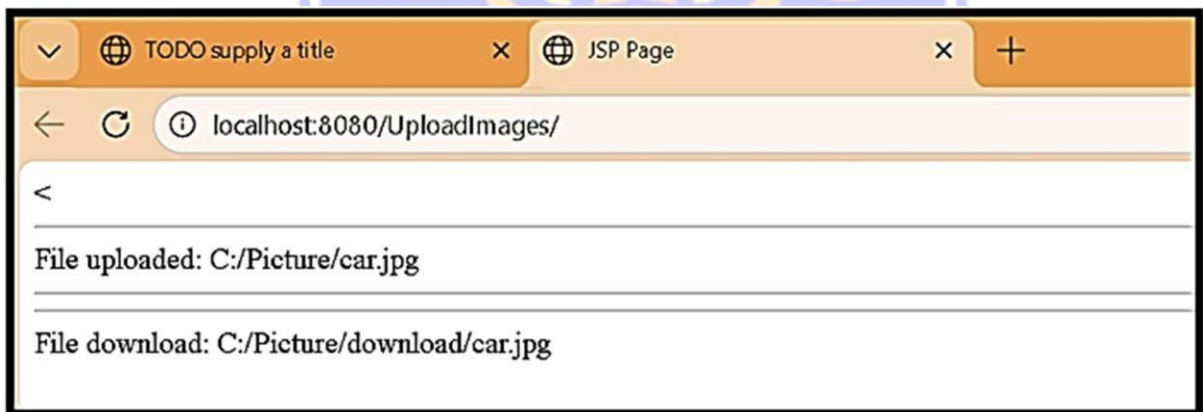 TODO supply a title
JSP Page
localhost:8080/UploadImages/
<
File uploaded: C:/Picture/car.jpg
File download: C:/Picture/download/car.jpg